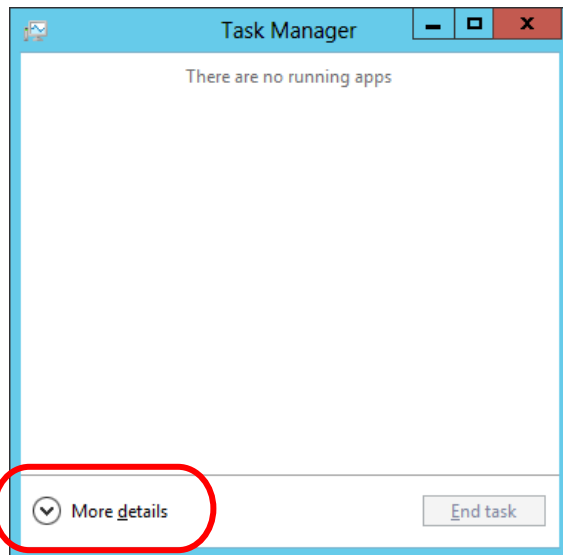 Task Manager
There are no running apps
More details
End task